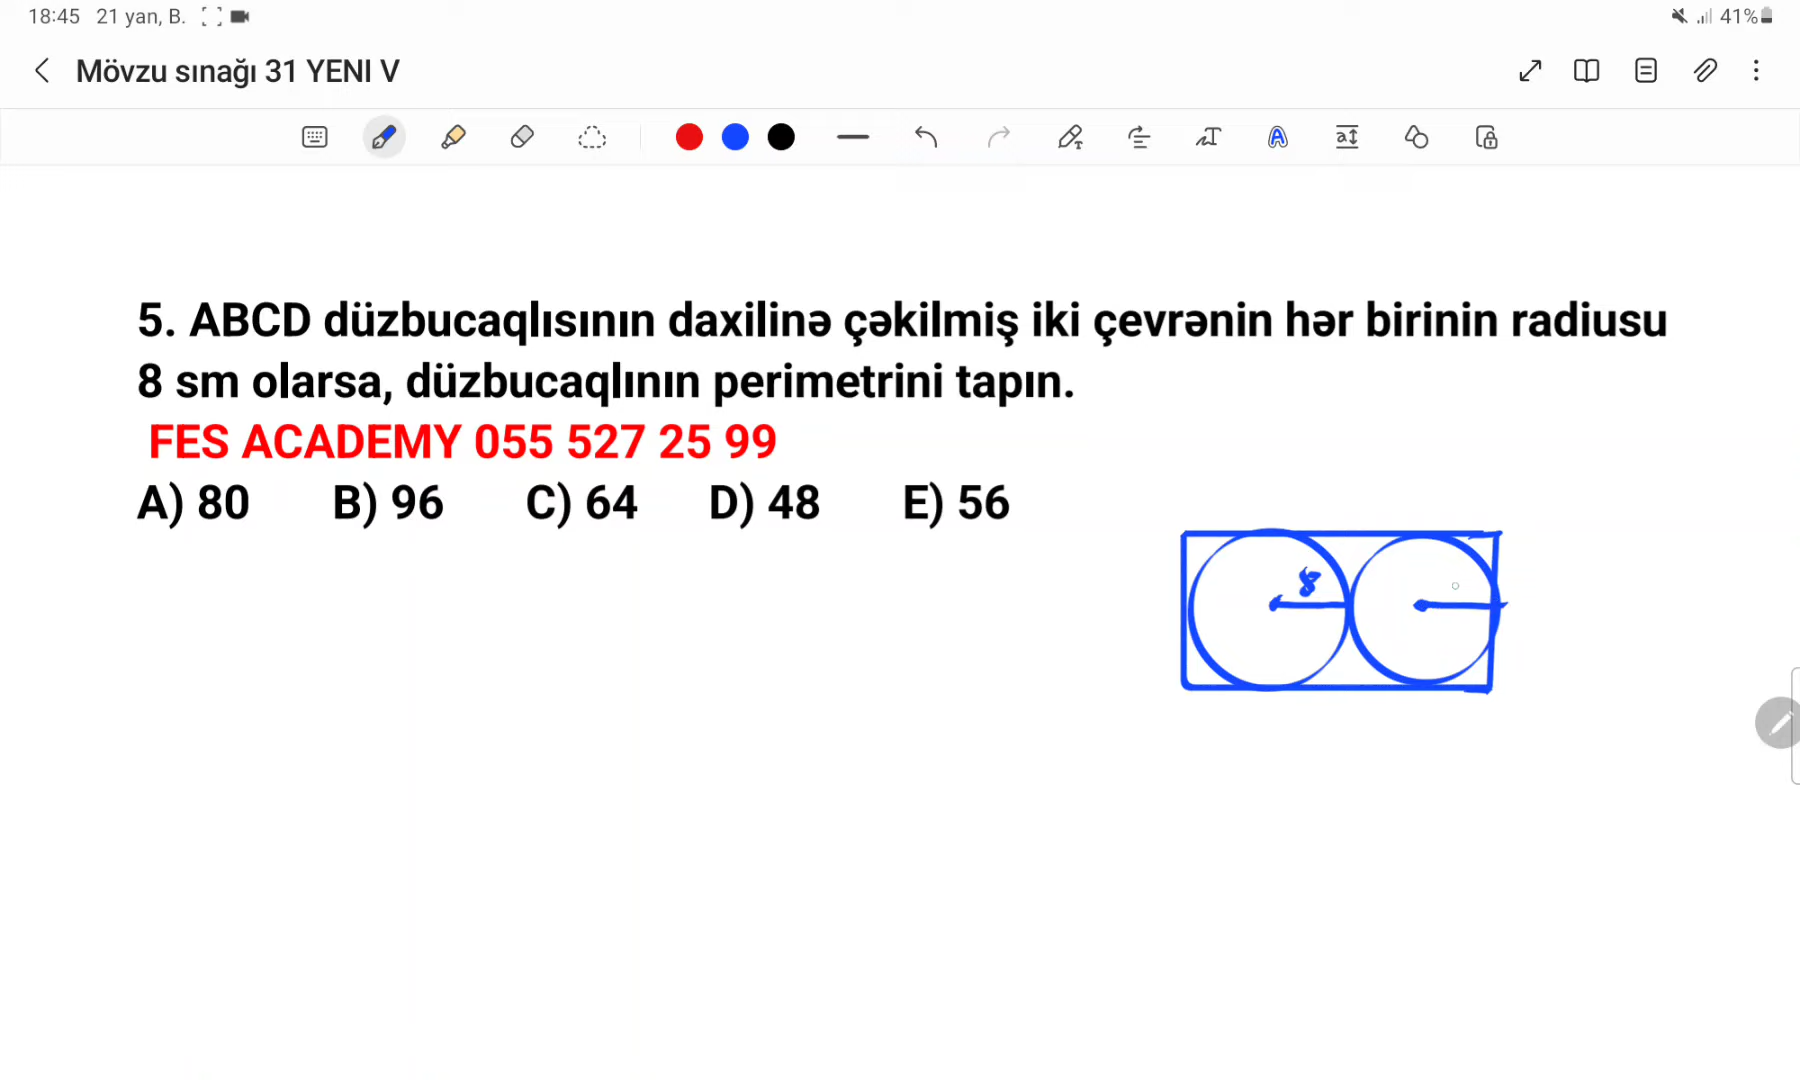 18:45 21 yan, B. 41%
Mövzu sınağı 31 YENI V
5. ABCD düzbucaqlısının daxilinə çəkilmiş iki çevrənin hər birinin radiusu
8 sm olarsa, düzbucaqlının perimetrini tapın.
FES ACADEMY 055 527 25 99
A) 80 B) 96 C) 64 D) 48 E) 56
8